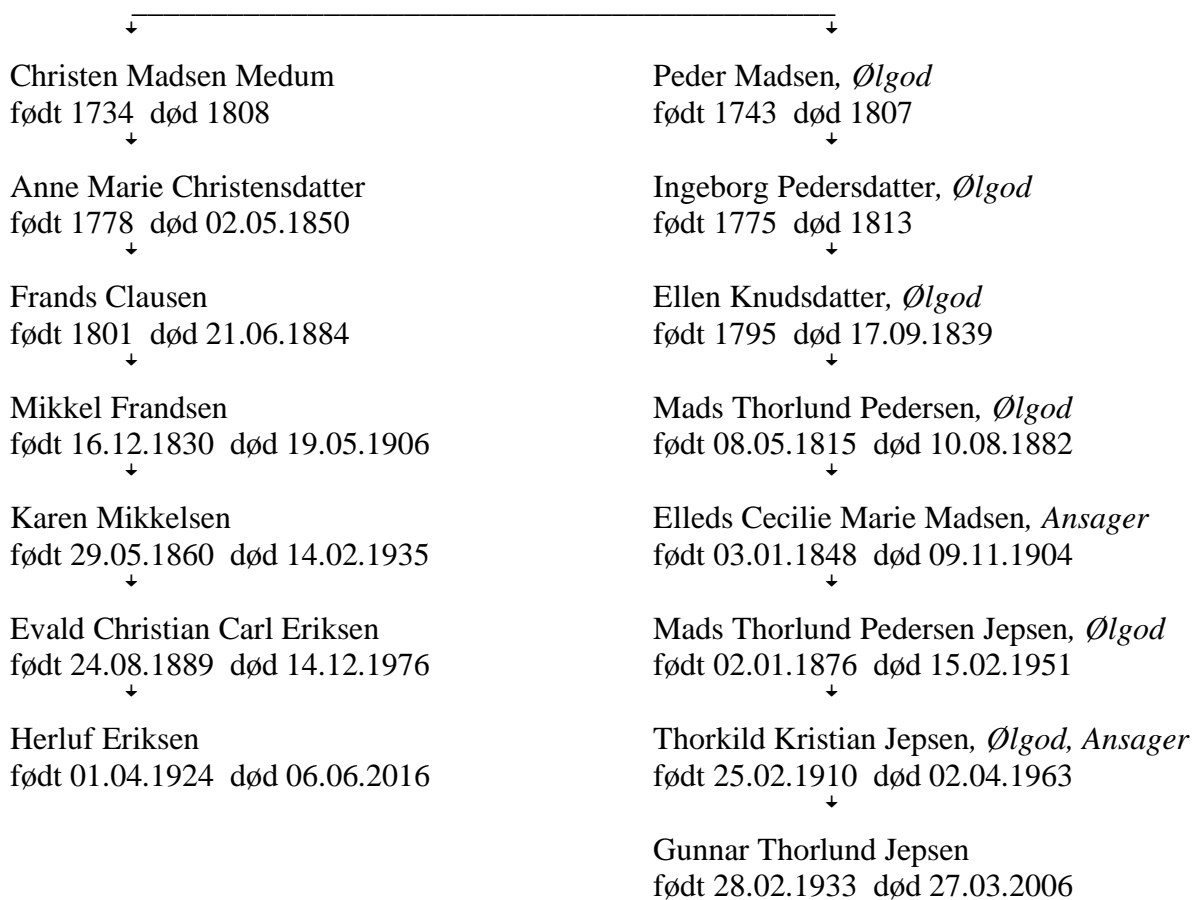 Christen Madsen Medum
født 1734  død 1808
Anne Marie Christensdatter
født 1778  død 02.05.1850
Frands Clausen
født 1801  død 21.06.1884
Mikkel Frandsen
født 16.12.1830  død 19.05.1906
Karen Mikkelsen
født 29.05.1860  død 14.02.1935
Evald Christian Carl Eriksen
født 24.08.1889  død 14.12.1976
Herluf Eriksen
født 01.04.1924  død 06.06.2016
Peder Madsen, Ølgod
født 1743  død 1807
Ingeborg Pedersdatter, Ølgod
født 1775  død 1813
Ellen Knudsdatter, Ølgod
født 1795  død 17.09.1839
Mads Thorlund Pedersen, Ølgod
født 08.05.1815  død 10.08.1882
Elleds Cecilie Marie Madsen, Ansager
født 03.01.1848  død 09.11.1904
Mads Thorlund Pedersen Jepsen, Ølgod
født 02.01.1876  død 15.02.1951
Thorkild Kristian Jepsen, Ølgod, Ansager
født 25.02.1910  død 02.04.1963
Gunnar Thorlund Jepsen
født 28.02.1933  død 27.03.2006